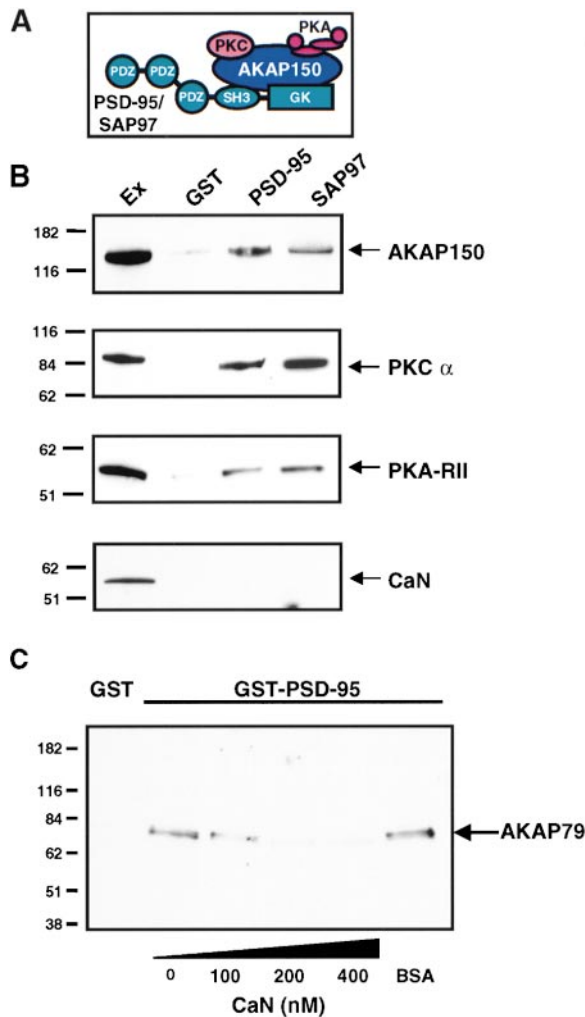 A
PKC
PKA
AKAP150
PDZ PDZ
PDZ SH3 GK
PSD-95/
SAP97
B
Ex GST PSD-95 SAP97
182
116
AKAP150
116
84
62
PKC α
62
51
PKA-RII
62
51
CaN
C
GST GST-PSD-95
182
116
84
62
51
38
AKAP79
0 100 200 400 BSA
CaN (nM)